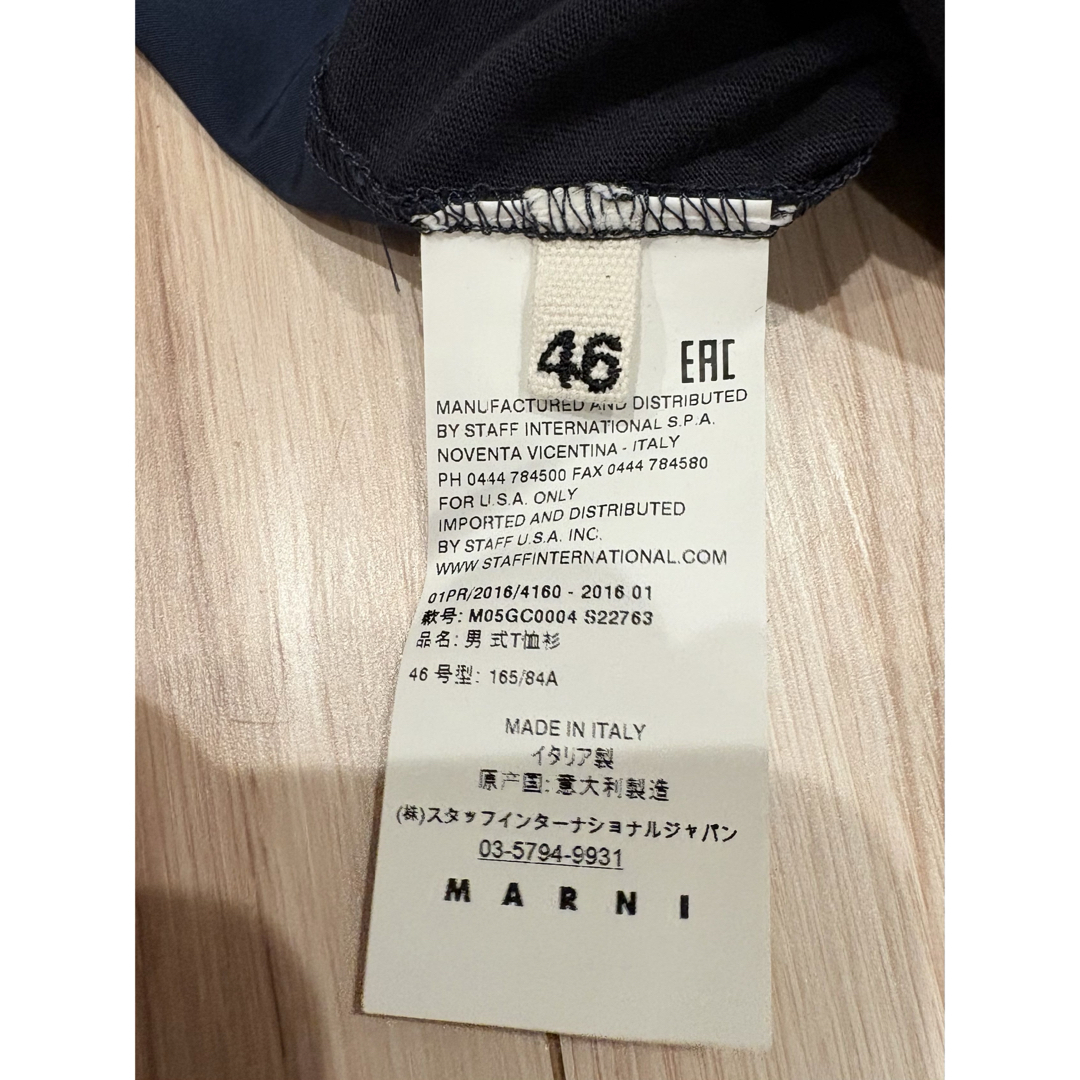 46
EAC
MANUFACTURED AND DISTRIBUTED
BY STAFF INTERNATIONAL S.P.A.
NOVENTA VICENTINA - ITALY
PH 0444 784500 FAX 0444 784580
FOR U.S.A. ONLY
IMPORTED AND DISTRIBUTED
BY STAFF U.S.A. INC.
WWW.STAFFINTERNATIONAL.COM
01PR/2016/4160 - 2016 01
款号: M05GC0004 S22763
品名: 男 式T恤衫
46 号型: 165/84A
MADE IN ITALY
イタリア製
原产国: 意大利製造
(株)スタッフインターナショナルジャパン
03-5794-9931
MARNI